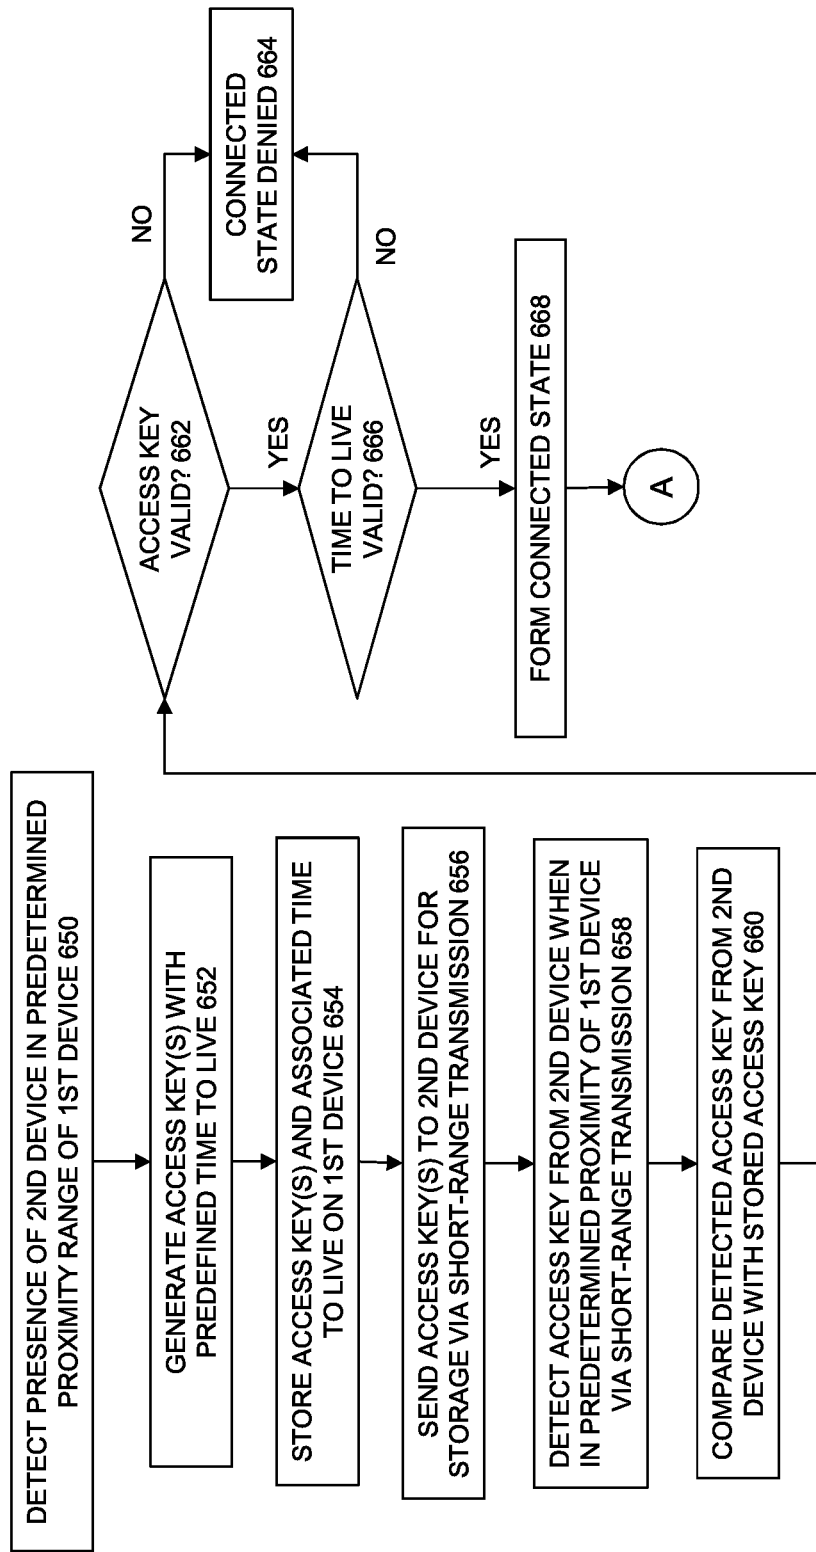 DETECT PRESENCE OF 2ND DEVICE IN PREDETERMINED
PROXIMITY RANGE OF 1ST DEVICE 650
GENERATE ACCESS KEY(S) WITH
PREDEFINED TIME TO LIVE 652
STORE ACCESS KEY(S) AND ASSOCIATED TIME
TO LIVE ON 1ST DEVICE 654
SEND ACCESS KEY(S) TO 2ND DEVICE FOR
STORAGE VIA SHORT-RANGE TRANSMISSION 656
DETECT ACCESS KEY FROM 2ND DEVICE WHEN
IN PREDETERMINED PROXIMITY OF 1ST DEVICE
VIA SHORT-RANGE TRANSMISSION 658
COMPARE DETECTED ACCESS KEY FROM 2ND
DEVICE WITH STORED ACCESS KEY 660
ACCESS KEY
VALID? 662
NO
CONNECTED
STATE DENIED 664
YES
TIME TO LIVE
VALID? 666
NO
YES
FORM CONNECTED STATE 668
A